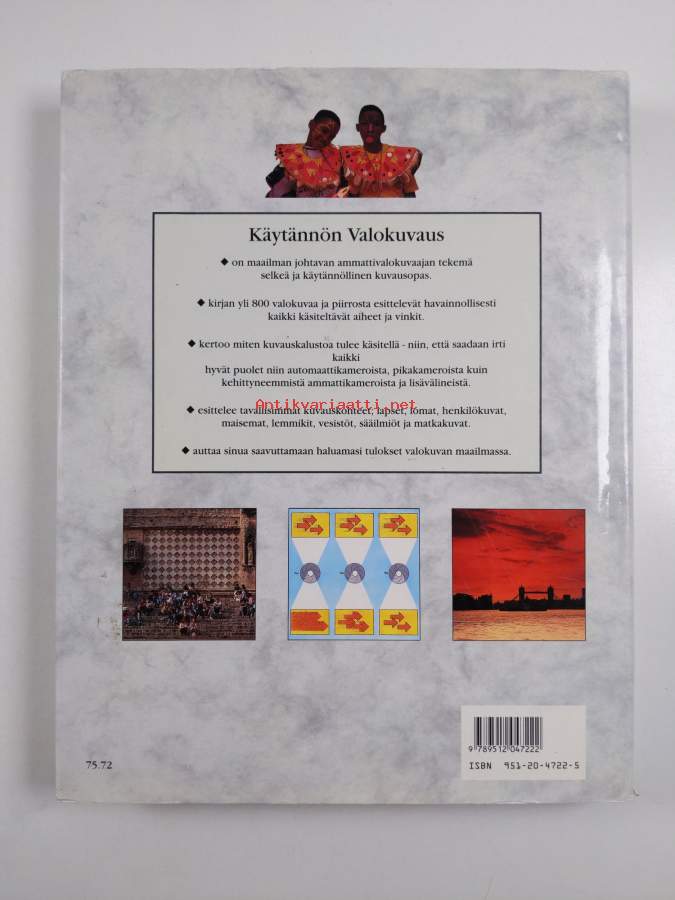 Käytännön Valokuvaus
◆ on maailman johtavan ammattivalokuvaajan tekemä
selkeä ja käytännöllinen kuvausopas.
◆ kirjan yli 800 valokuvaa ja piirrosta esittelevät havainnollisesti
kaikki käsiteltävät aiheet ja vinkit.
◆ kertoo miten kuvauskalustoa tulee käsitellä - niin, että saadaan irti
kaikki
hyvät puolet niin automaattikameroista, pikakameroista kuin
kehittyneemmistä ammattikameroista ja lisävälineistä.
Antikvariaatti.net
◆ esittelee tavallisimmat kuvauskohteet; lapset, lomat, henkilökuvat,
maisemat, lemmikit, vesistöt, sääilmiöt ja matkakuvat.
◆ auttaa sinua saavuttamaan haluamasi tulokset valokuvan maailmassa.
9 789512 047222
ISBN 951-20-4722-5
75.72